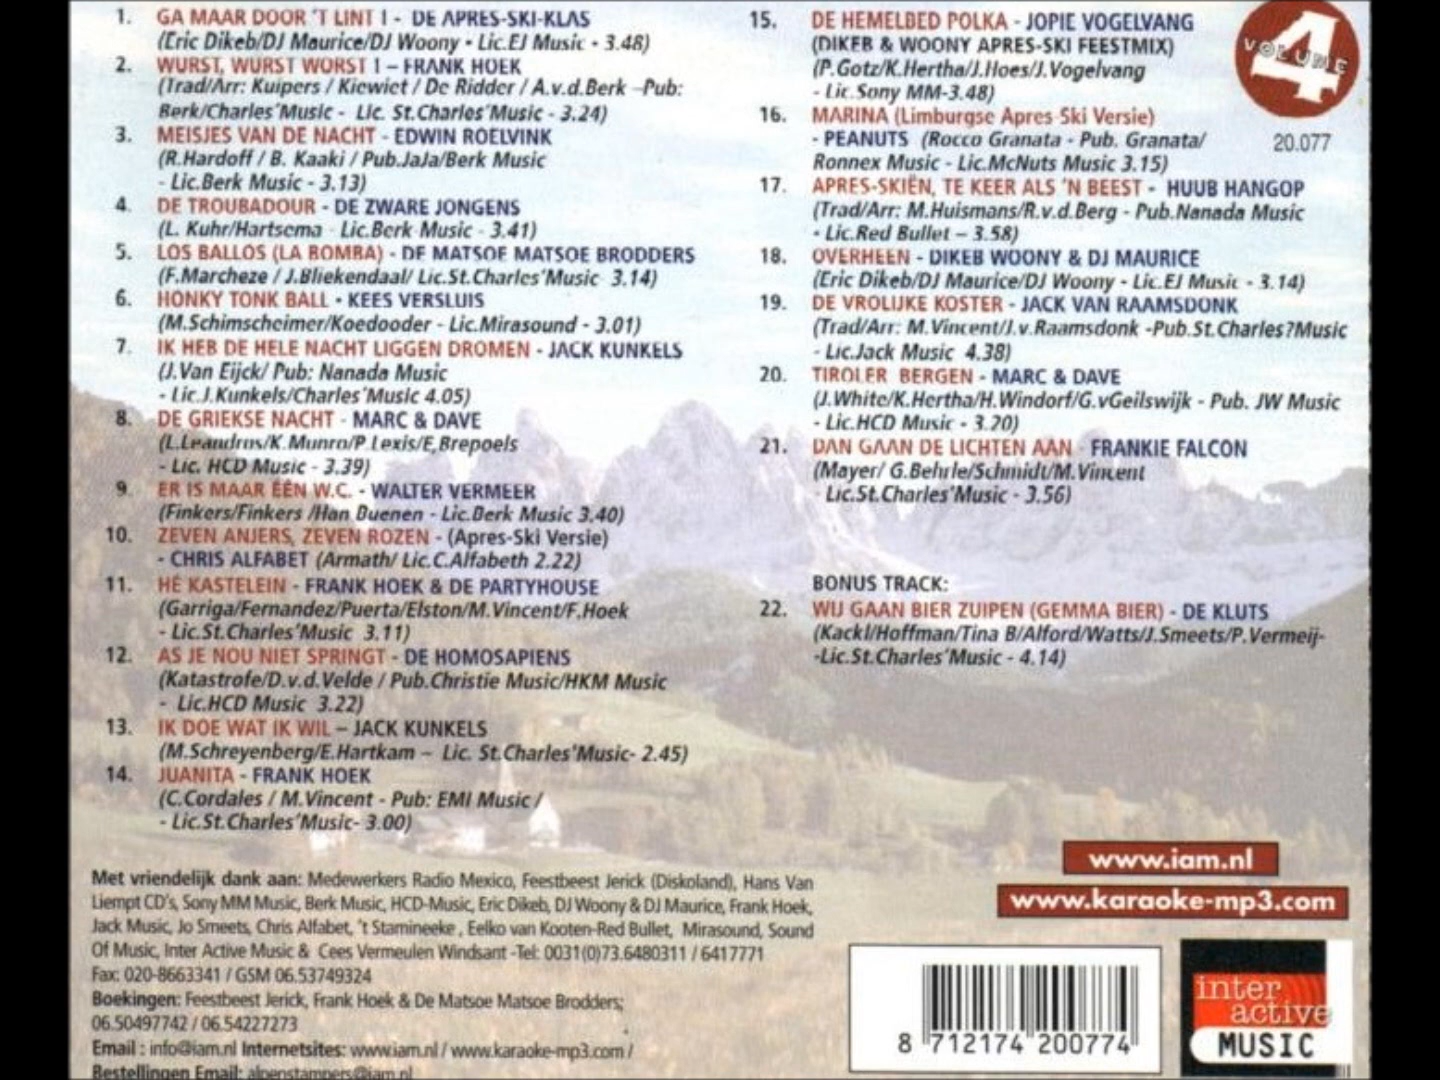 1. GA MAAR DOOR 'T LINT ! - DE APRES-SKI-KLAS
(Eric Dikeb/DJ Maurice/DJ Woony • Lic.EJ Music • 3.48)
2. WURST, WURST WORST ! – FRANK HOEK
(Trad/Arr: Kuipers / Kiewiet / De Ridder / A.v.d.Berk –Pub:
Berk/Charles'Music - Lic. St.Charles'Music - 3.24)
3. MEISJES VAN DE NACHT - EDWIN ROELVINK
(R.Hardoff / B. Kaaki / Pub.JaJa/Berk Music
- Lic.Berk Music - 3.13)
4. DE TROUBADOUR - DE ZWARE JONGENS
(L. Kuhr/Hartsema - Lic.Berk Music - 3.41)
5. LOS BALLOS (LA BOMBA) - DE MATSOE MATSOE BRODDERS
(F.Marcheze / J.Bliekendaal/ Lic.St.Charles'Music 3.14)
6. HONKY TONK BALL - KEES VERSLUIS
(M.Schimscheimer/Koedooder - Lic.Mirasound - 3.01)
7. IK HEB DE HELE NACHT LIGGEN DROMEN - JACK KUNKELS
(J.Van Eijck/ Pub: Nanada Music
- Lic.J.Kunkels/Charles'Music 4.05)
8. DE GRIEKSE NACHT - MARC & DAVE
(L.Leandros/K.Munro/P.Lexis/E,Brepoels
- Lic. HCD Music - 3.39)
9. ER IS MAAR ÉÉN W.C. - WALTER VERMEER
(Finkers/Finkers /Han Buenen - Lic.Berk Music 3.40)
10. ZEVEN ANJERS, ZEVEN ROZEN - (Apres-Ski Versie)
- CHRIS ALFABET (Armath/ Lic.C.Alfabeth 2.22)
11. HÉ KASTELEIN - FRANK HOEK & DE PARTYHOUSE
(Garriga/Fernandez/Puerta/Elston/M.Vincent/F.Hoek
- Lic.St.Charles'Music 3.11)
12. AS JE NOU NIET SPRINGT - DE HOMOSAPIENS
(Katastrofe/D.v.d.Velde / Pub.Christie Music/HKM Music
- Lic.HCD Music 3.22)
13. IK DOE WAT IK WIL – JACK KUNKELS
(M.Schreyenberg/E.Hartkam – Lic. St.Charles'Music- 2.45)
14. JUANITA - FRANK HOEK
(C.Cordales / M.Vincent - Pub: EMI Music /
- Lic.St.Charles'Music- 3.00)
15. DE HEMELBED POLKA - JOPIE VOGELVANG
(DIKEB & WOONY APRES-SKI FEESTMIX)
(P.Gotz/K.Hertha/J.Hoes/J.Vogelvang
- Lic.Sony MM-3.48)
16. MARINA (Limburgse Apres Ski Versie)
- PEANUTS (Rocco Granata - Pub. Granata/
Ronnex Music - Lic.McNuts Music 3.15)
17. APRES-SKIËN, TE KEER ALS 'N BEEST - HUUB HANGOP
(Trad/Arr: M.Huismans/R.v.d.Berg - Pub.Nanada Music
- Lic.Red Bullet – 3.58)
18. OVERHEEN - DIKEB WOONY & DJ MAURICE
(Eric Dikeb/DJ Maurice/DJ Woony - Lic.EJ Music - 3.14)
19. DE VROLIJKE KOSTER - JACK VAN RAAMSDONK
(Trad/Arr: M.Vincent/J.v.Raamsdonk -Pub.St.Charles?Music
- Lic.Jack Music 4.38)
20. TIROLER BERGEN - MARC & DAVE
(J.White/K.Hertha/H.Windorf/G.vGeilswijk - Pub. JW Music
- Lic.HCD Music - 3.20)
21. DAN GAAN DE LICHTEN AAN - FRANKIE FALCON
(Mayer/ G.Behrle/Schmidt/M.Vincent
- Lic.St.Charles'Music - 3.56)
BONUS TRACK:
22. WIJ GAAN BIER ZUIPEN (GEMMA BIER) - DE KLUTS
(Kackl/Hoffman/Tina B/Alford/Watts/J.Smeets/P.Vermeij-
-Lic.St.Charles'Music - 4.14)
VOLUME
4
20.077
Met vriendelijk dank aan: Medewerkers Radio Mexico, Feestbeest Jerick (Diskoland), Hans Van
Liempt CD's, Sony MM Music, Berk Music, HCD-Music, Eric Dikeb, DJ Woony & DJ Maurice, Frank Hoek,
Jack Music, Jo Smeets, Chris Alfabet, 't Stamineeke , Eelko van Kooten-Red Bullet, Mirasound, Sound
Of Music, Inter Active Music & Cees Vermeulen Windsant -Tel: 0031(0)73.6480311 / 6417771
Fax: 020-8663341 / GSM 06.53749324
Boekingen: Feestbeest Jerick, Frank Hoek & De Matsoe Matsoe Brodders;
06.50497742 / 06.54227273
Email : info@iam.nl Internetsites: www.iam.nl / www.karaoke-mp3.com /
Bestellingen Email: alpenstampers@iam.nl
www.iam.nl
www.karaoke-mp3.com
8 712174 200774
inter
active
MUSIC